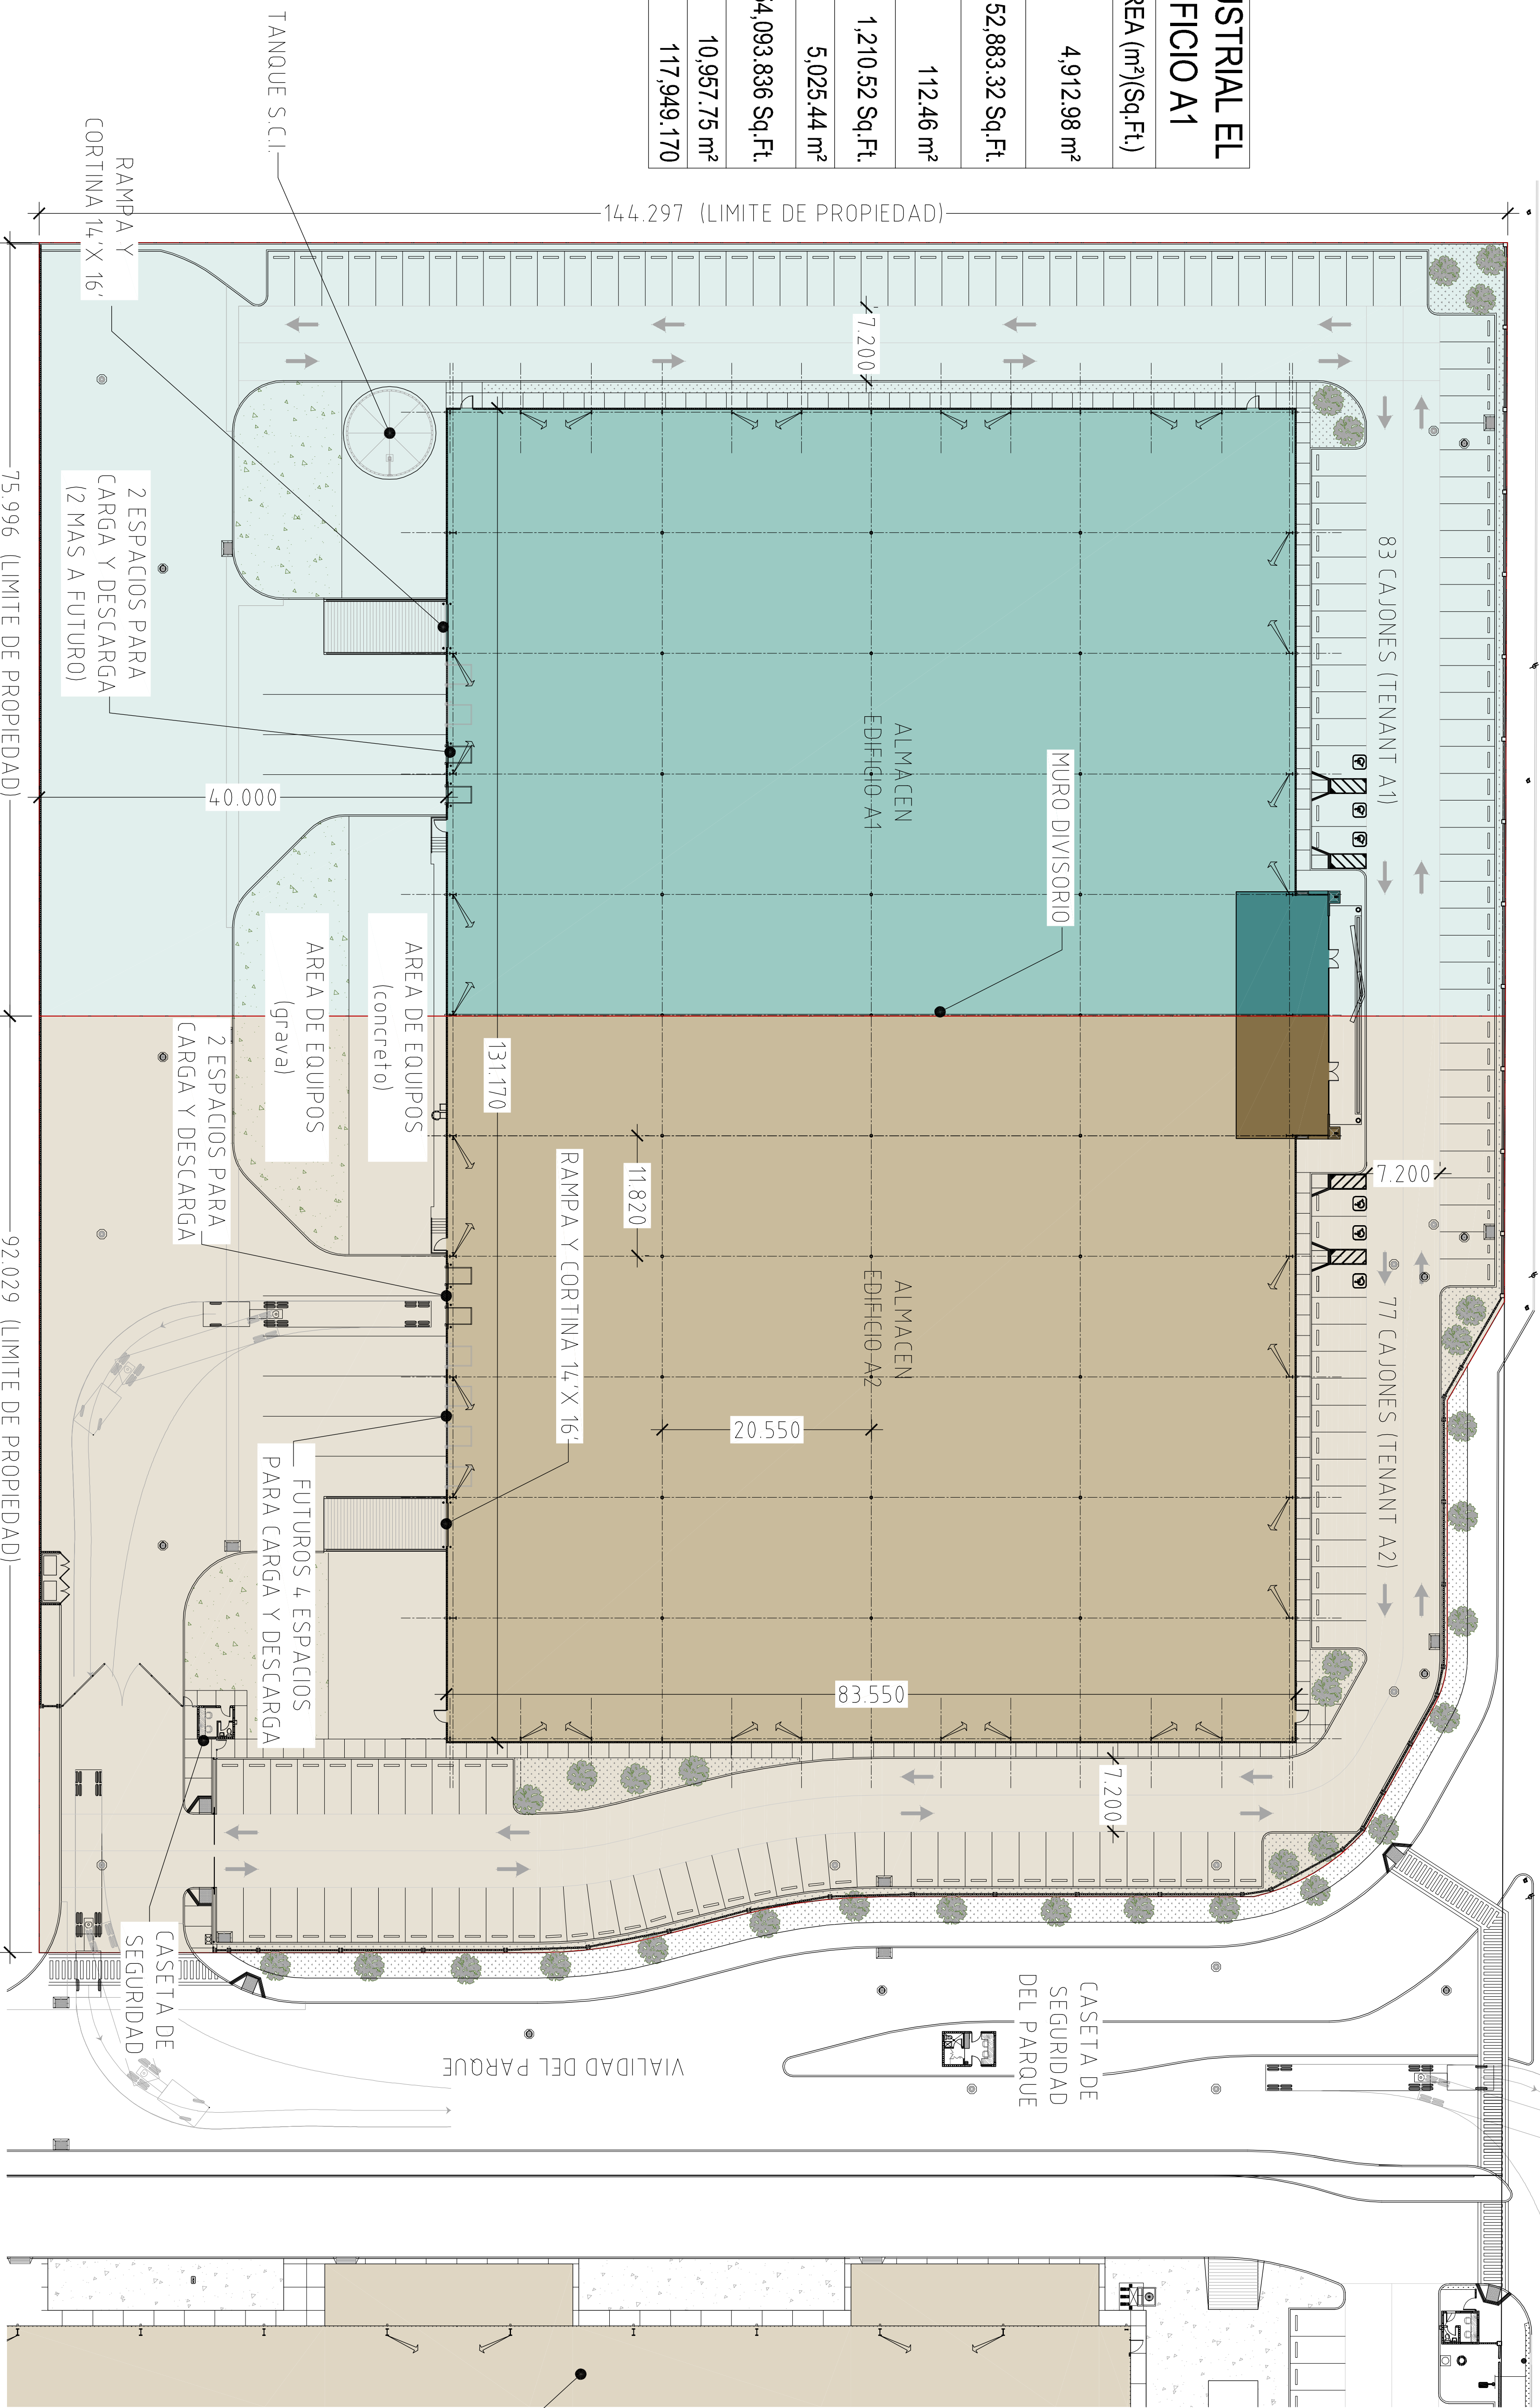 USTRIAL EL
FICIO A1
REA (m²)(Sq.Ft.)
4,912.98 m²
52,883.32 Sq.Ft.
112.46 m²
1,210.52 Sq.Ft.
5,025.44 m²
54,093.836 Sq.Ft.
10,957.75 m²
117,949.170
144.297 (LIMITE DE PROPIEDAD)
75.996 (LIMITE DE PROPIEDAD)
92.029 (LIMITE DE PROPIEDAD)
TANQUE S.C.I.
RAMPA Y
CORTINA 14'X 16'
2 ESPACIOS PARA
CARGA Y DESCARGA
(2 MAS A FUTURO)
40.000
7.200
83 CAJONES (TENANT A1)
ALMACEN
EDIFICIO A1
MURO DIVISORIO
AREA DE EQUIPOS
(concreto)
AREA DE EQUIPOS
(grava)
131.170
11.820
20.550
83.550
2 ESPACIOS PARA
CARGA Y DESCARGA
RAMPA Y CORTINA 14'X 16'
ALMACEN
EDIFICIO A2
7.200
77 CAJONES (TENANT A2)
FUTUROS 4 ESPACIOS
PARA CARGA Y DESCARGA
7.200
CASETA DE
SEGURIDAD
CASETA DE
SEGURIDAD
DEL PARQUE
VIALIDAD DEL PARQUE